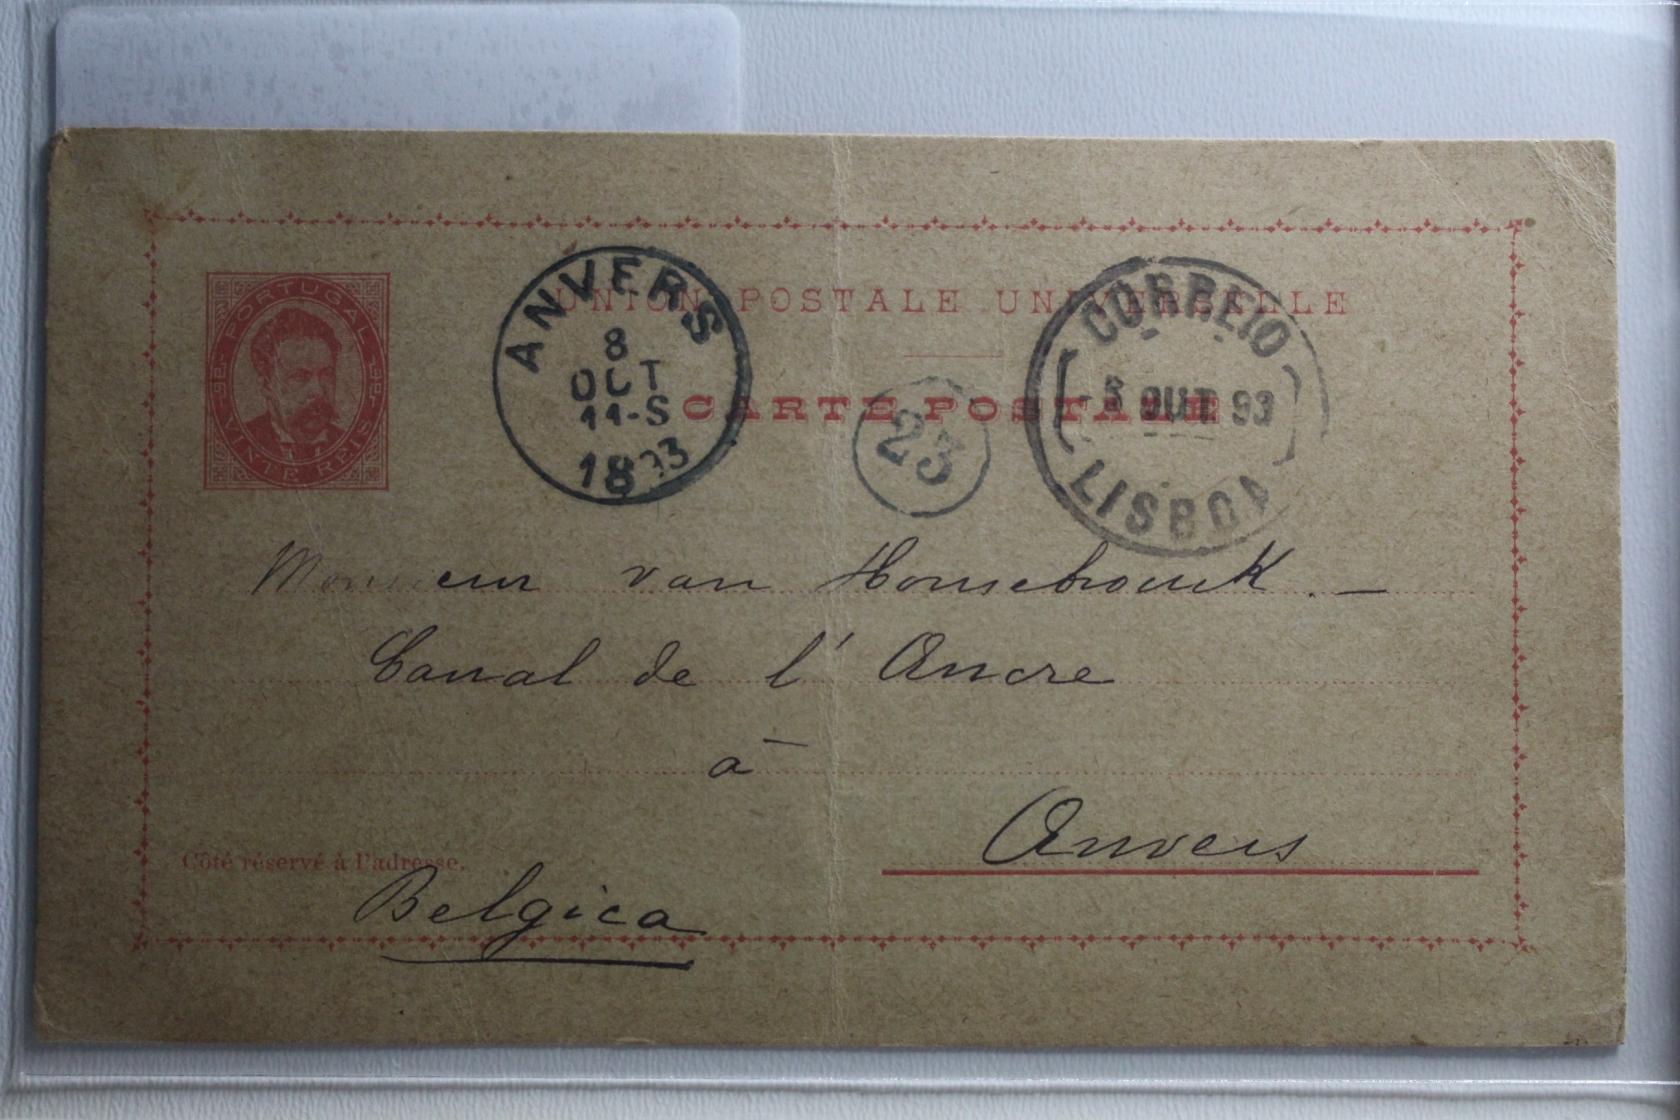 UNION POSTALE UNIVERSELLE
CARTE POSTALE
PORTUGAL
VINTE REIS
ANVERS
8
OCT
11-S
1893
23
CORREIO
OUT 93
LISBOA
Monsieur van
Canal de l'Ancre
à
Anvers
Côté réservé à l'adresse.
Belgica